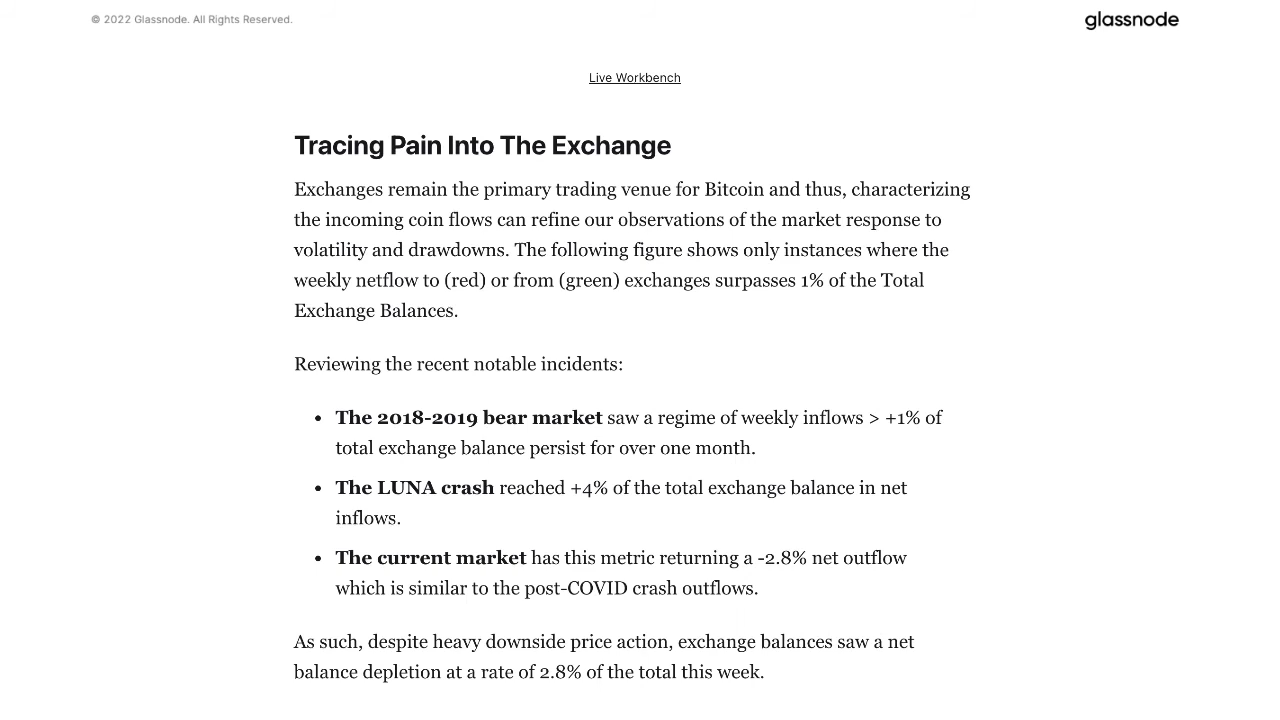 © 2022 Glassnode. All Rights Reserved.
glassnode
Live Workbench
Tracing Pain Into The Exchange
Exchanges remain the primary trading venue for Bitcoin and thus, characterizing
the incoming coin flows can refine our observations of the market response to
volatility and drawdowns. The following figure shows only instances where the
weekly netflow to (red) or from (green) exchanges surpasses 1% of the Total
Exchange Balances.
Reviewing the recent notable incidents:
• The 2018-2019 bear market saw a regime of weekly inflows > +1% of
total exchange balance persist for over one month.
• The LUNA crash reached +4% of the total exchange balance in net
inflows.
• The current market has this metric returning a -2.8% net outflow
which is similar to the post-COVID crash outflows.
As such, despite heavy downside price action, exchange balances saw a net
balance depletion at a rate of 2.8% of the total this week.